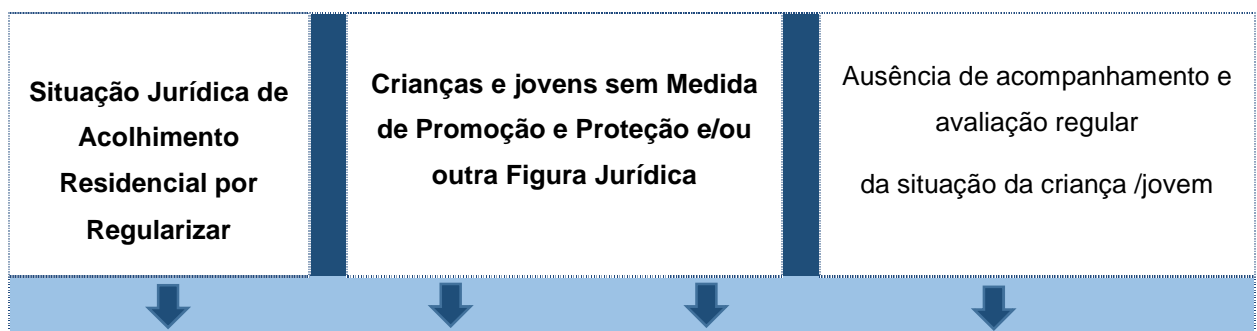 Situação Jurídica de
Acolhimento
Residencial por
Regularizar
Crianças e jovens sem Medida
de Promoção e Proteção e/ou
outra Figura Jurídica
Ausência de acompanhamento e
avaliação regular
da situação da criança /jovem